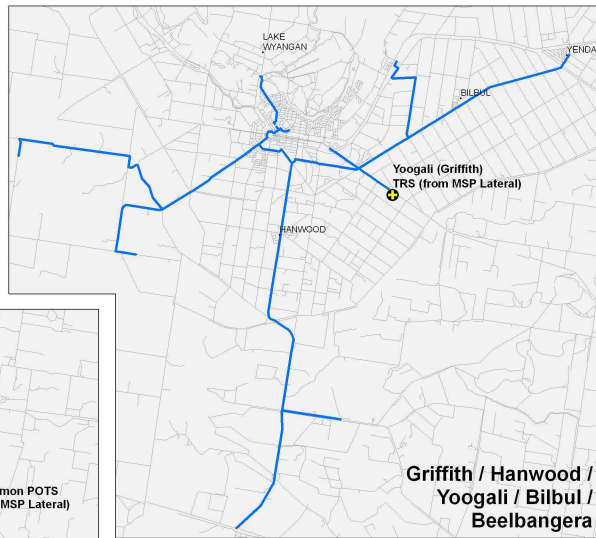 LAKE
WYANGAN
YENDA
BILBUL
Yoogali (Griffith)
TRS (from MSP Lateral)
HANWOOD
mon POTS
MSP Lateral)
Griffith / Hanwood /
Yoogali / Bilbul /
Beelbangera